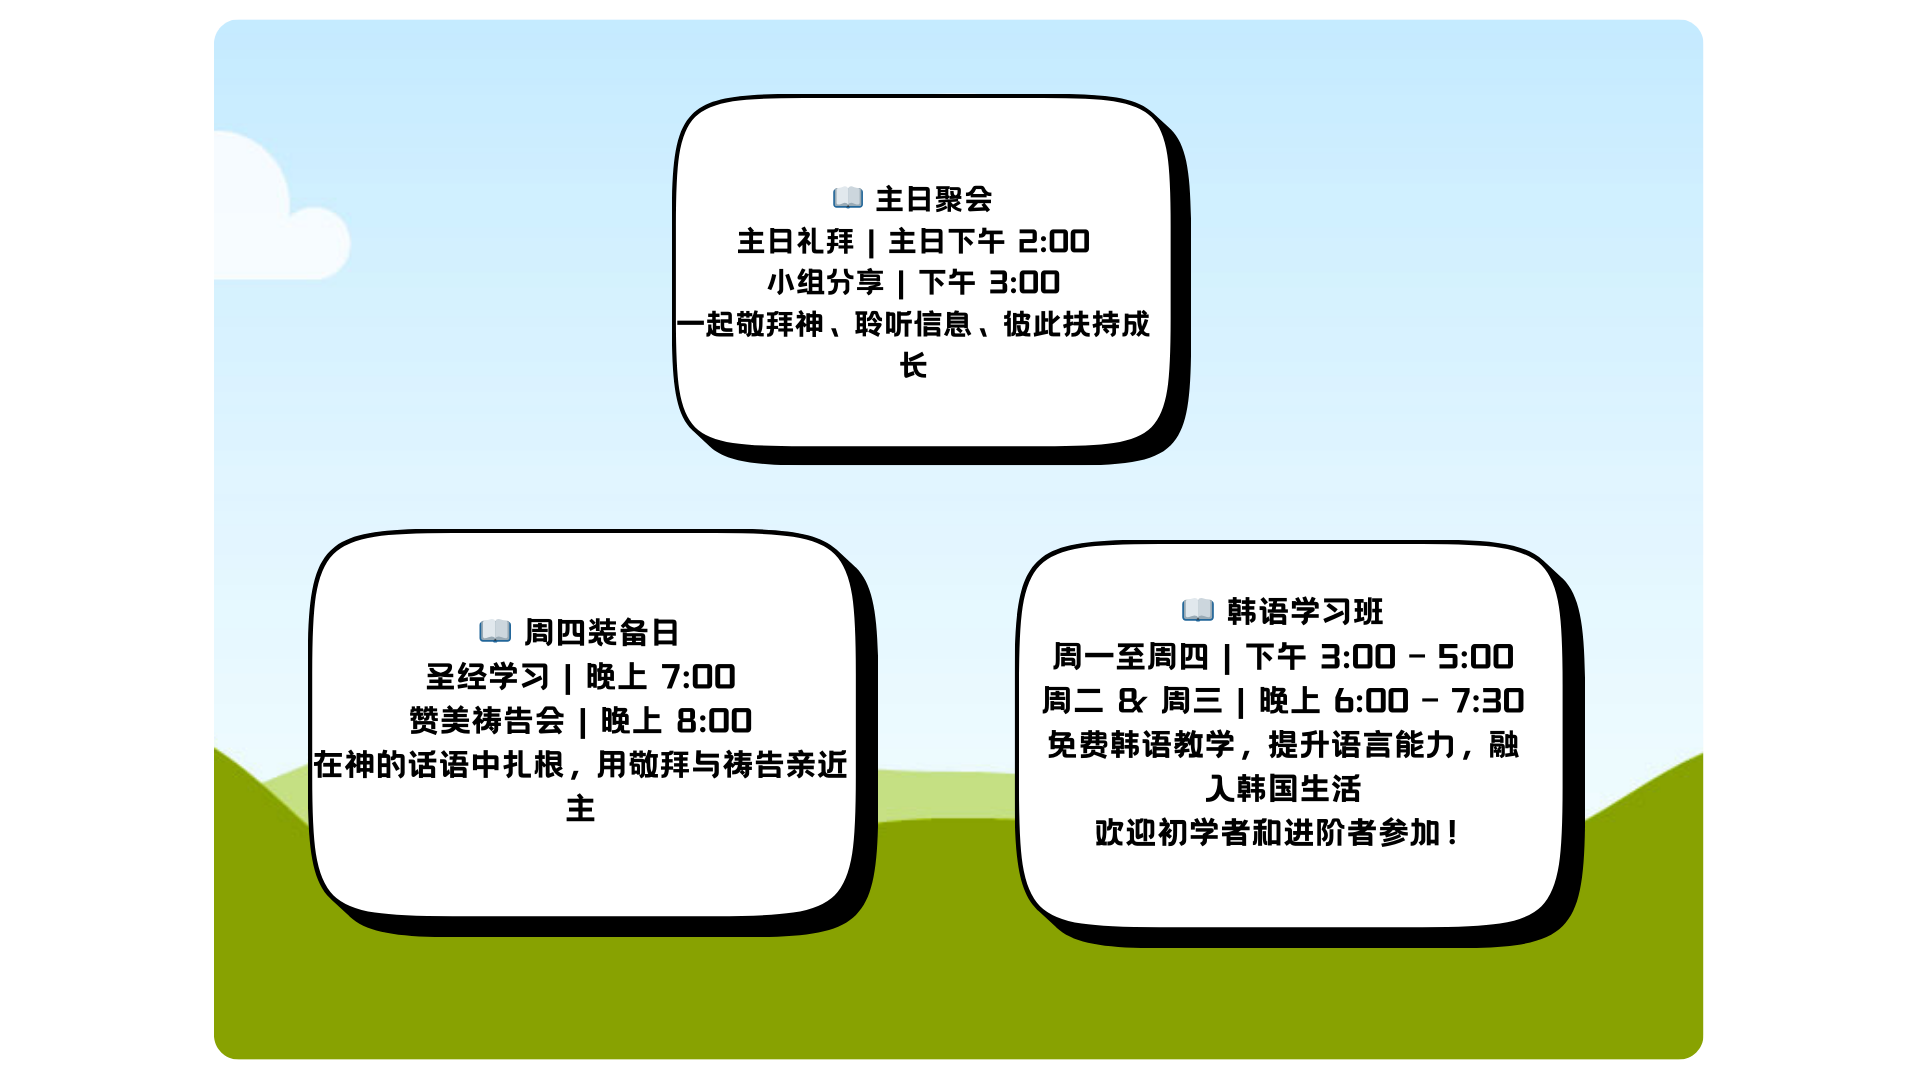 📖 主日聚会
主日礼拜 | 主日下午 2:00
小组分享 | 下午 3:00
一起敬拜神、聆听信息、彼此扶持成
长
📖 周四装备日
圣经学习 | 晚上 7:00
赞美祷告会 | 晚上 8:00
在神的话语中扎根，用敬拜与祷告亲近
主
📖 韩语学习班
周一至周四 | 下午 3:00 – 5:00
周二 & 周三 | 晚上 6:00 – 7:30
免费韩语教学，提升语言能力，融
入韩国生活
欢迎初学者和进阶者参加！